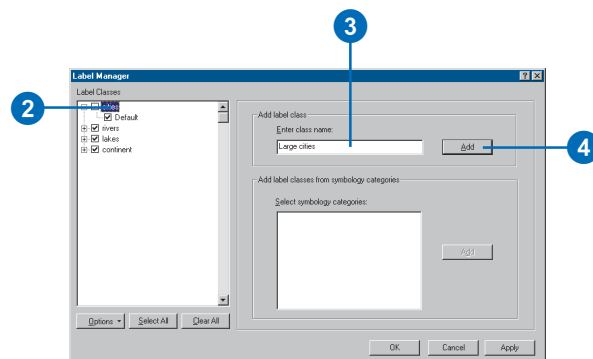 3
Label Manager
Label Classes
2
cities
Default
rivers
lakes
continent
Add label class
Enter class name:
Large cities
Add
4
Add label classes from symbology categories
Select symbology categories:
Add
Options
Select All
Clear All
OK
Cancel
Apply